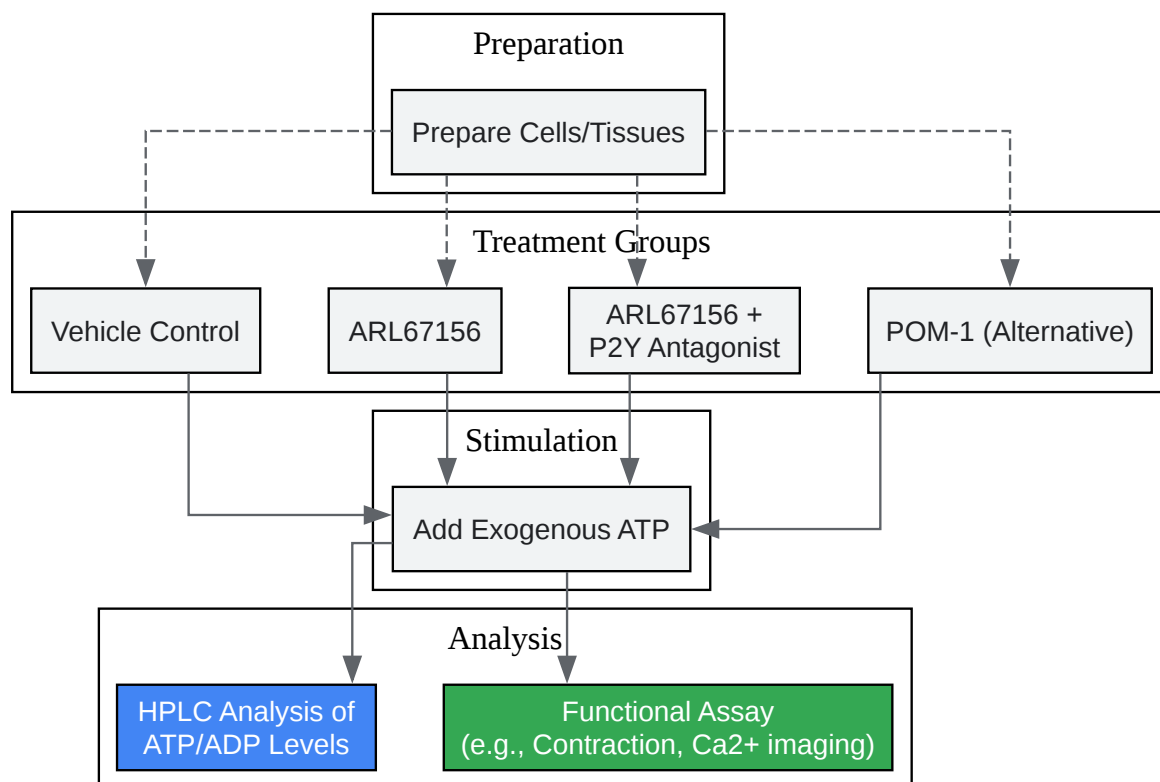 Preparation
Prepare Cells/Tissues
Treatment Groups
Vehicle Control
ARL67156
ARL67156 +
P2Y Antagonist
POM-1 (Alternative)
Stimulation
Add Exogenous ATP
Analysis
HPLC Analysis of
ATP/ADP Levels
Functional Assay
(e.g., Contraction, Ca2+ imaging)